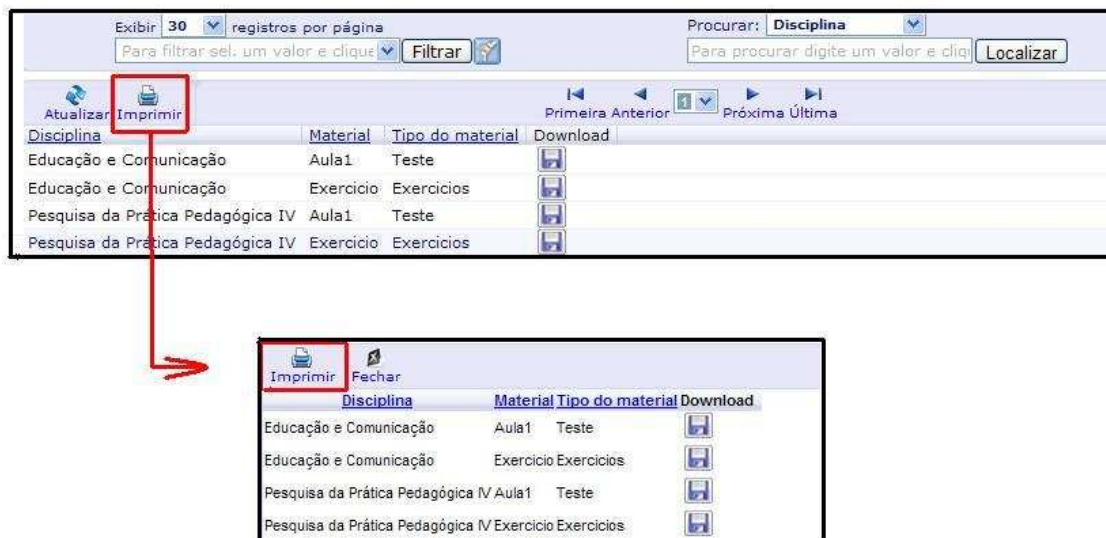 Exibir 30 registros por página Procurar: Disciplina
Para filtrar sel. um valor e clique Filtrar Para procurar digite um valor e cliq Localizar
Atualizar Imprimir Primeira Anterior 1 Próxima Última
Disciplina Material Tipo do material Download
Educação e Comunicação Aula1 Teste
Educação e Comunicação Exercicio Exercicios
Pesquisa da Prática Pedagógica IV Aula1 Teste
Pesquisa da Prática Pedagógica IV Exercicio Exercicios
Imprimir Fechar
Disciplina Material Tipo do material Download
Educação e Comunicação Aula1 Teste
Educação e Comunicação Exercicio Exercicios
Pesquisa da Prática Pedagógica IV Aula1 Teste
Pesquisa da Prática Pedagógica IV Exercicio Exercicios